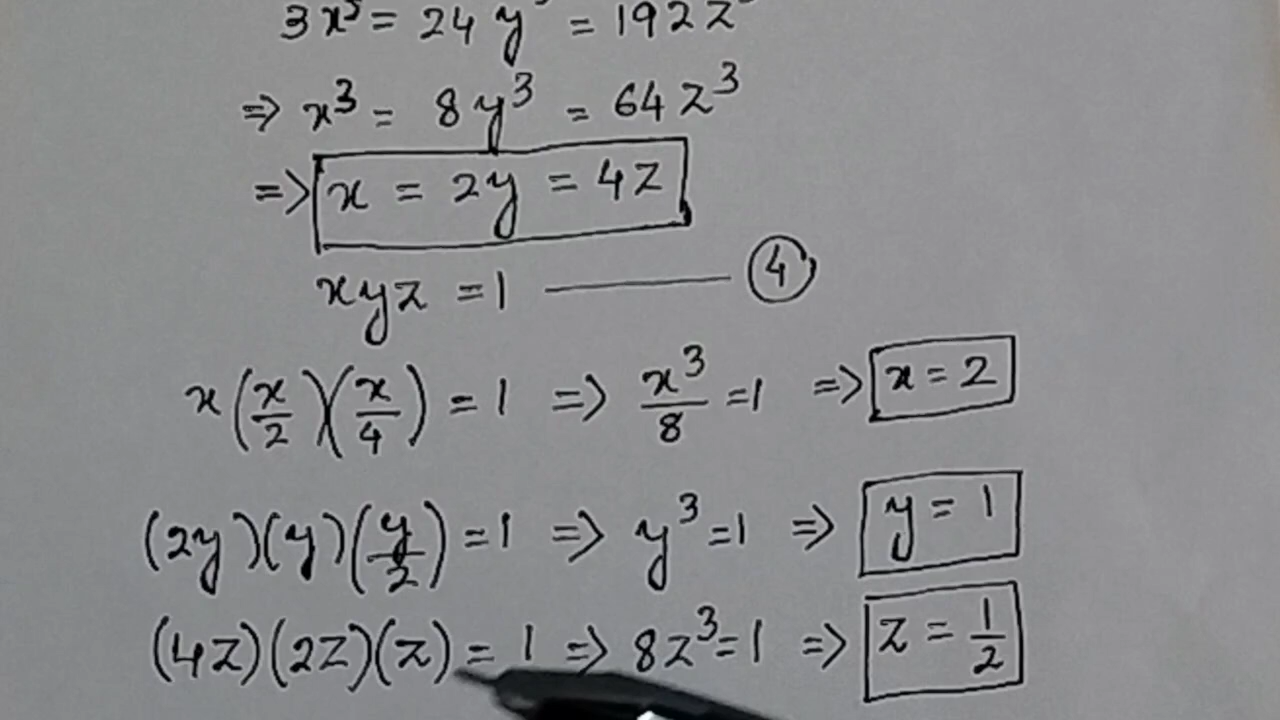 3x³ = 24y³ = 192z³
⇒ x³ = 8y³ = 64z³
⇒ x = 2y = 4z
xyz = 1 ——— ④
x(x/2)(x/4) = 1 ⇒ x³/8 = 1 ⇒ x = 2
(2y)(y)(y/2) = 1 ⇒ y³ = 1 ⇒ y = 1
(4z)(2z)(z) = 1 ⇒ 8z³ = 1 ⇒ z = 1/2